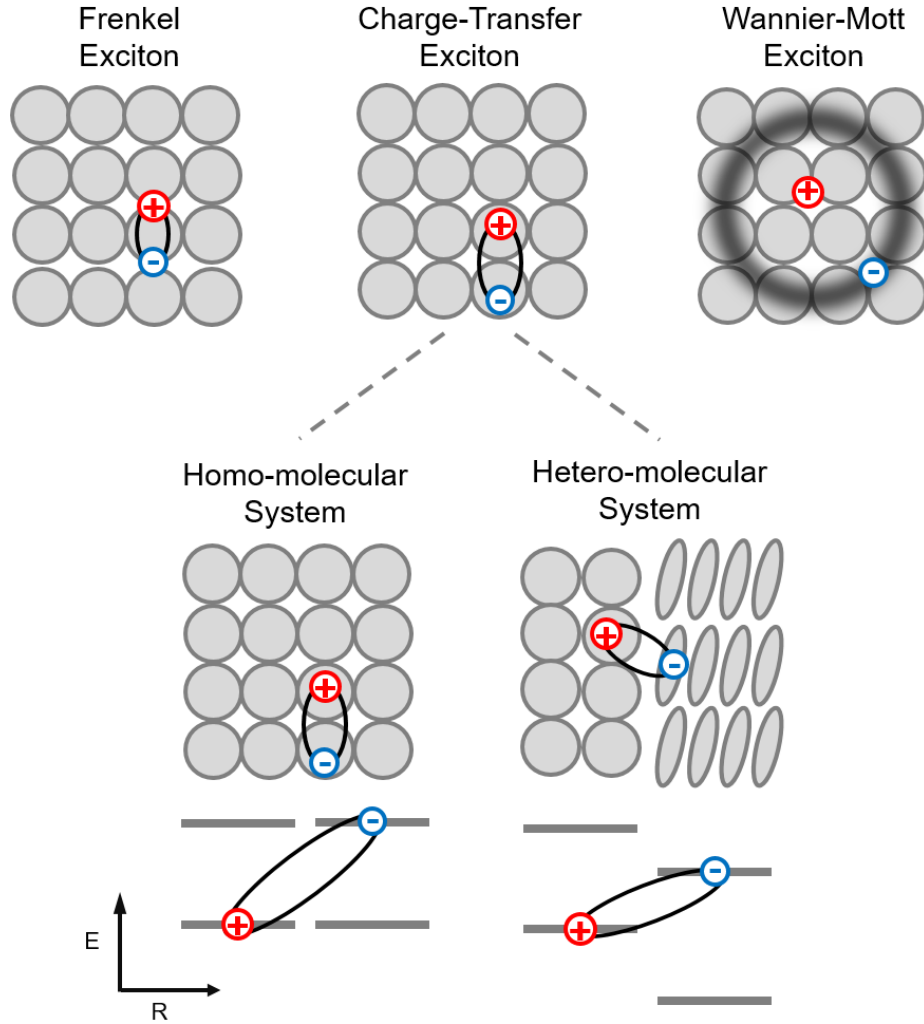 Frenkel
Exciton
Charge-Transfer
Exciton
Wannier-Mott
Exciton
+
-
+
-
+
-
Homo-molecular
System
Hetero-molecular
System
+
-
+
-
-
+
-
+
E
R